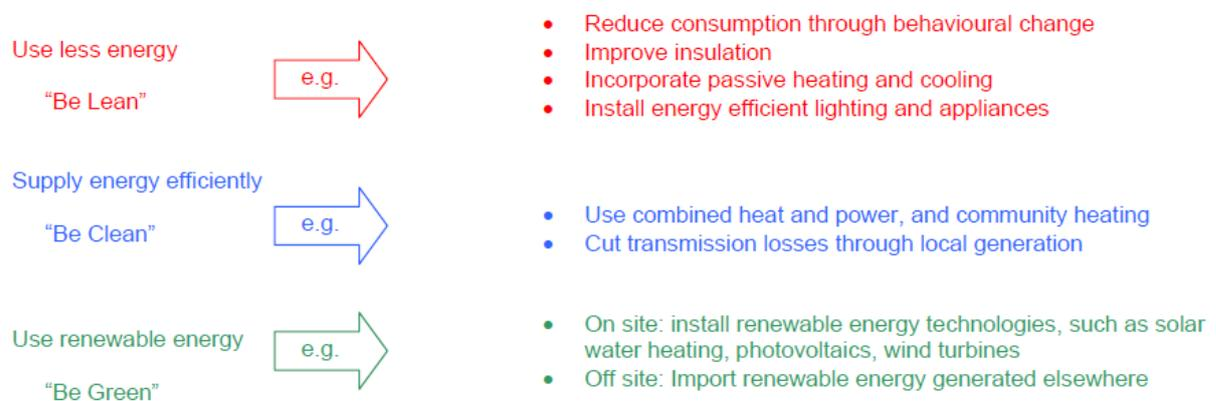 Use less energy
“Be Lean”
e.g.
• Reduce consumption through behavioural change
• Improve insulation
• Incorporate passive heating and cooling
• Install energy efficient lighting and appliances
Supply energy efficiently
“Be Clean”
e.g.
• Use combined heat and power, and community heating
• Cut transmission losses through local generation
Use renewable energy
“Be Green”
e.g.
• On site: install renewable energy technologies, such as solar
water heating, photovoltaics, wind turbines
• Off site: Import renewable energy generated elsewhere